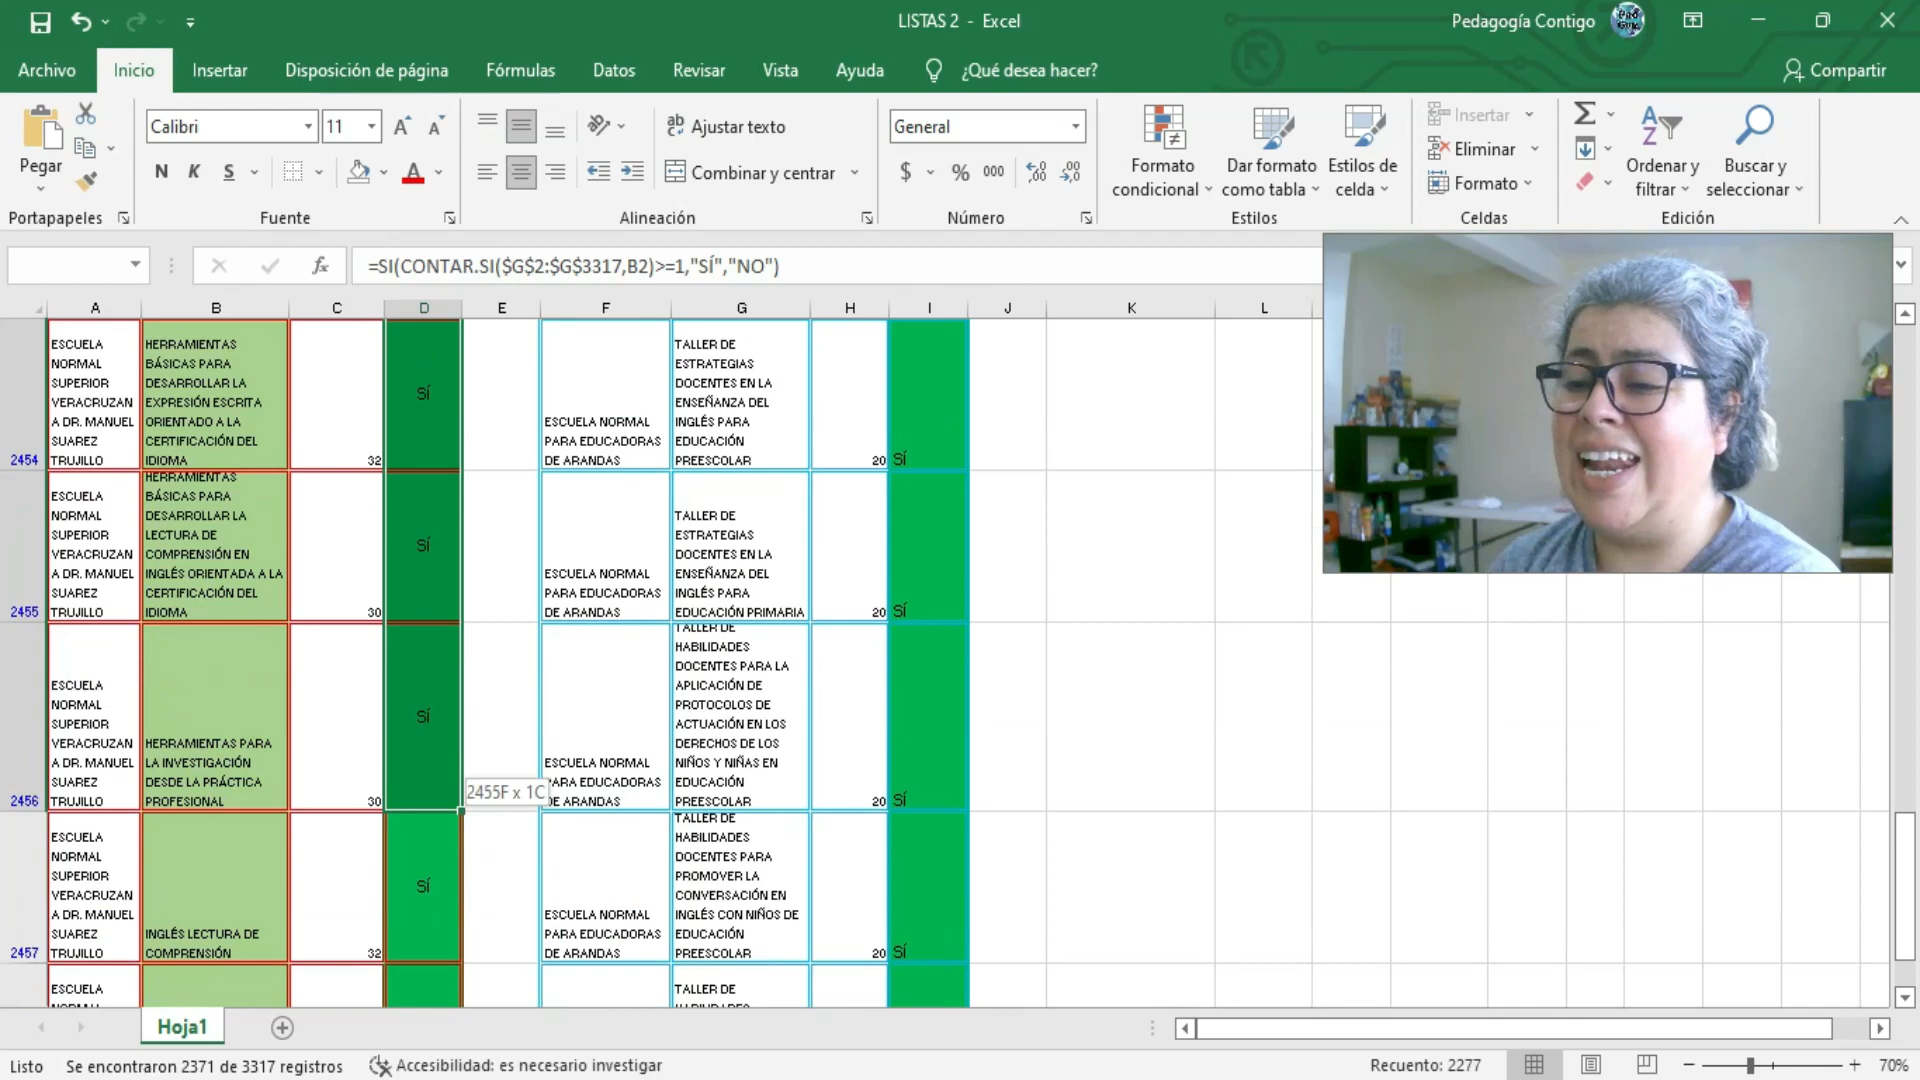 LISTAS 2 - Excel
Pedagogía Contigo
Archivo Inicio Insertar Disposición de página Fórmulas Datos Revisar Vista Ayuda ¿Qué desea hacer? Compartir
Pegar
Portapapeles
Calibri 11
N K S
Fuente
Ajustar texto
Combinar y centrar
Alineación
General
$ % 000
Número
Formato condicional
Dar formato como tabla
Estilos de celda
Estilos
Insertar
Eliminar
Formato
Celdas
Ordenar y filtrar
Buscar y seleccionar
Edición
fx =SI(CONTAR.SI($G$2:$G$3317,B2)>=1,"SÍ","NO")
A B C D E F G H I J K L
2454
ESCUELA
NORMAL
SUPERIOR
VERACRUZAN
A DR. MANUEL
SUAREZ
TRUJILLO
HERRAMIENTAS
BÁSICAS PARA
DESARROLLAR LA
EXPRESIÓN ESCRITA
ORIENTADO A LA
CERTIFICACIÓN DEL
IDIOMA
32
SÍ
ESCUELA NORMAL
PARA EDUCADORAS
DE ARANDAS
TALLER DE
ESTRATEGIAS
DOCENTES EN LA
ENSEÑANZA DEL
INGLÉS PARA
EDUCACIÓN
PREESCOLAR
20
SÍ
2455
ESCUELA
NORMAL
SUPERIOR
VERACRUZAN
A DR. MANUEL
SUAREZ
TRUJILLO
HERRAMIENTAS
BÁSICAS PARA
DESARROLLAR LA
LECTURA DE
COMPRENSIÓN EN
INGLÉS ORIENTADA A LA
CERTIFICACIÓN DEL
IDIOMA
30
SÍ
ESCUELA NORMAL
PARA EDUCADORAS
DE ARANDAS
TALLER DE
ESTRATEGIAS
DOCENTES EN LA
ENSEÑANZA DEL
INGLÉS PARA
EDUCACIÓN PRIMARIA
20
SÍ
2456
ESCUELA
NORMAL
SUPERIOR
VERACRUZAN
A DR. MANUEL
SUAREZ
TRUJILLO
HERRAMIENTAS PARA
LA INVESTIGACIÓN
DESDE LA PRÁCTICA
PROFESIONAL
30
SÍ
2455F x 1C
ESCUELA NORMAL
PARA EDUCADORAS
DE ARANDAS
TALLER DE
HABILIDADES
DOCENTES PARA LA
APLICACIÓN DE
PROTOCOLOS DE
ACTUACIÓN EN LOS
DERECHOS DE LOS
NIÑOS Y NIÑAS EN
EDUCACIÓN
PREESCOLAR
20
SÍ
2457
ESCUELA
NORMAL
SUPERIOR
VERACRUZAN
A DR. MANUEL
SUAREZ
TRUJILLO
INGLÉS LECTURA DE
COMPRENSIÓN
32
SÍ
ESCUELA NORMAL
PARA EDUCADORAS
DE ARANDAS
TALLER DE
HABILIDADES
DOCENTES PARA
PROMOVER LA
CONVERSACIÓN EN
INGLÉS CON NIÑOS DE
EDUCACIÓN
PREESCOLAR
20
SÍ
ESCUELA
TALLER DE
Hoja1
Listo Se encontraron 2371 de 3317 registros Accesibilidad: es necesario investigar Recuento: 2277 70%